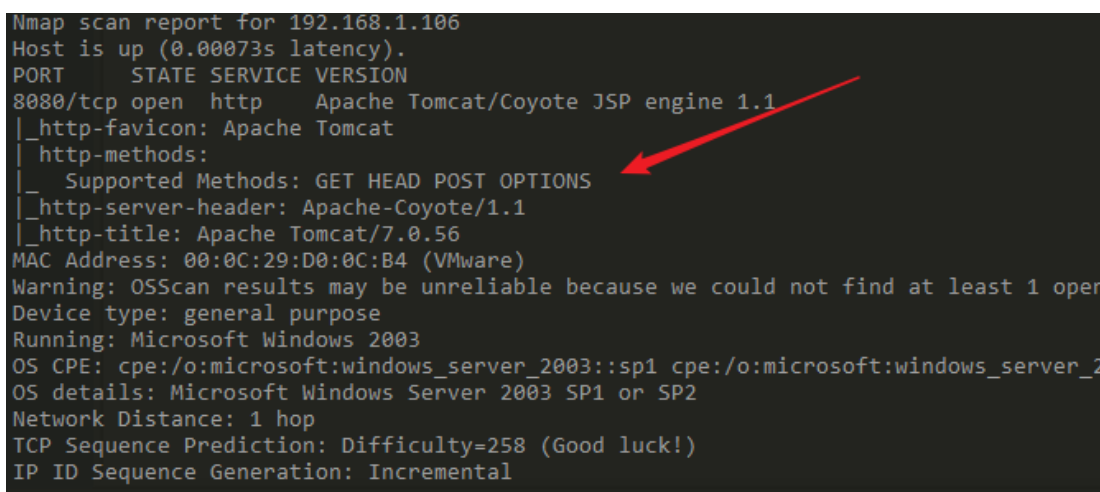 Nmap scan report for 192.168.1.106
Host is up (0.00073s latency).
PORT     STATE SERVICE VERSION
8080/tcp open  http    Apache Tomcat/Coyote JSP engine 1.1
|_http-favicon: Apache Tomcat
| http-methods:
|_  Supported Methods: GET HEAD POST OPTIONS
|_http-server-header: Apache-Coyote/1.1
|_http-title: Apache Tomcat/7.0.56
MAC Address: 00:0C:29:D0:0C:B4 (VMware)
Warning: OSScan results may be unreliable because we could not find at least 1 oper
Device type: general purpose
Running: Microsoft Windows 2003
OS CPE: cpe:/o:microsoft:windows_server_2003::sp1 cpe:/o:microsoft:windows_server_2
OS details: Microsoft Windows Server 2003 SP1 or SP2
Network Distance: 1 hop
TCP Sequence Prediction: Difficulty=258 (Good luck!)
IP ID Sequence Generation: Incremental